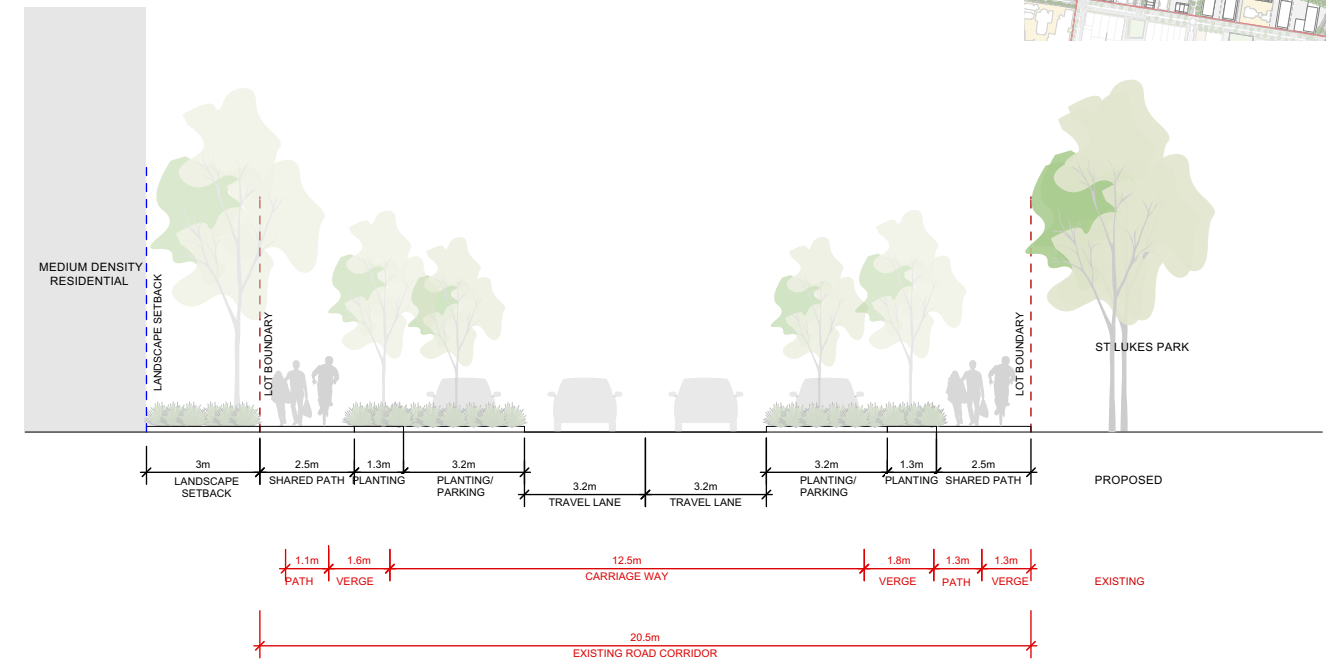 MEDIUM DENSITY
RESIDENTIAL
LANDSCAPE SETBACK
LOT BOUNDARY
LOT BOUNDARY
ST LUKES PARK
3m
LANDSCAPE
SETBACK
2.5m
SHARED PATH
1.3m
PLANTING
3.2m
PLANTING/
PARKING
3.2m
TRAVEL LANE
3.2m
TRAVEL LANE
3.2m
PLANTING/
PARKING
1.3m
PLANTING
2.5m
SHARED PATH
PROPOSED
1.1m
PATH
1.6m
VERGE
12.5m
CARRIAGE WAY
1.8m
VERGE
1.3m
PATH
1.3m
VERGE
EXISTING
20.5m
EXISTING ROAD CORRIDOR